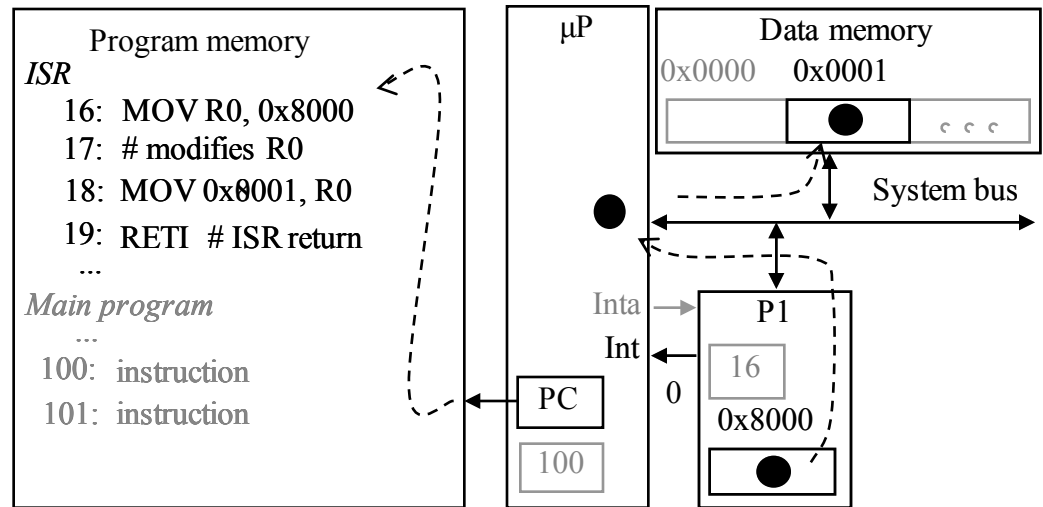 Program memory
ISR
16: MOV R0, 0x8000
17: # modifies R0
18: MOV 0x0001, R0
19: RETI # ISR return
...
Main program
...
100: instruction
101: instruction
μP
Inta
Int
PC
100
Data memory
0x0000 0x0001
System bus
P1
16
0
0x8000